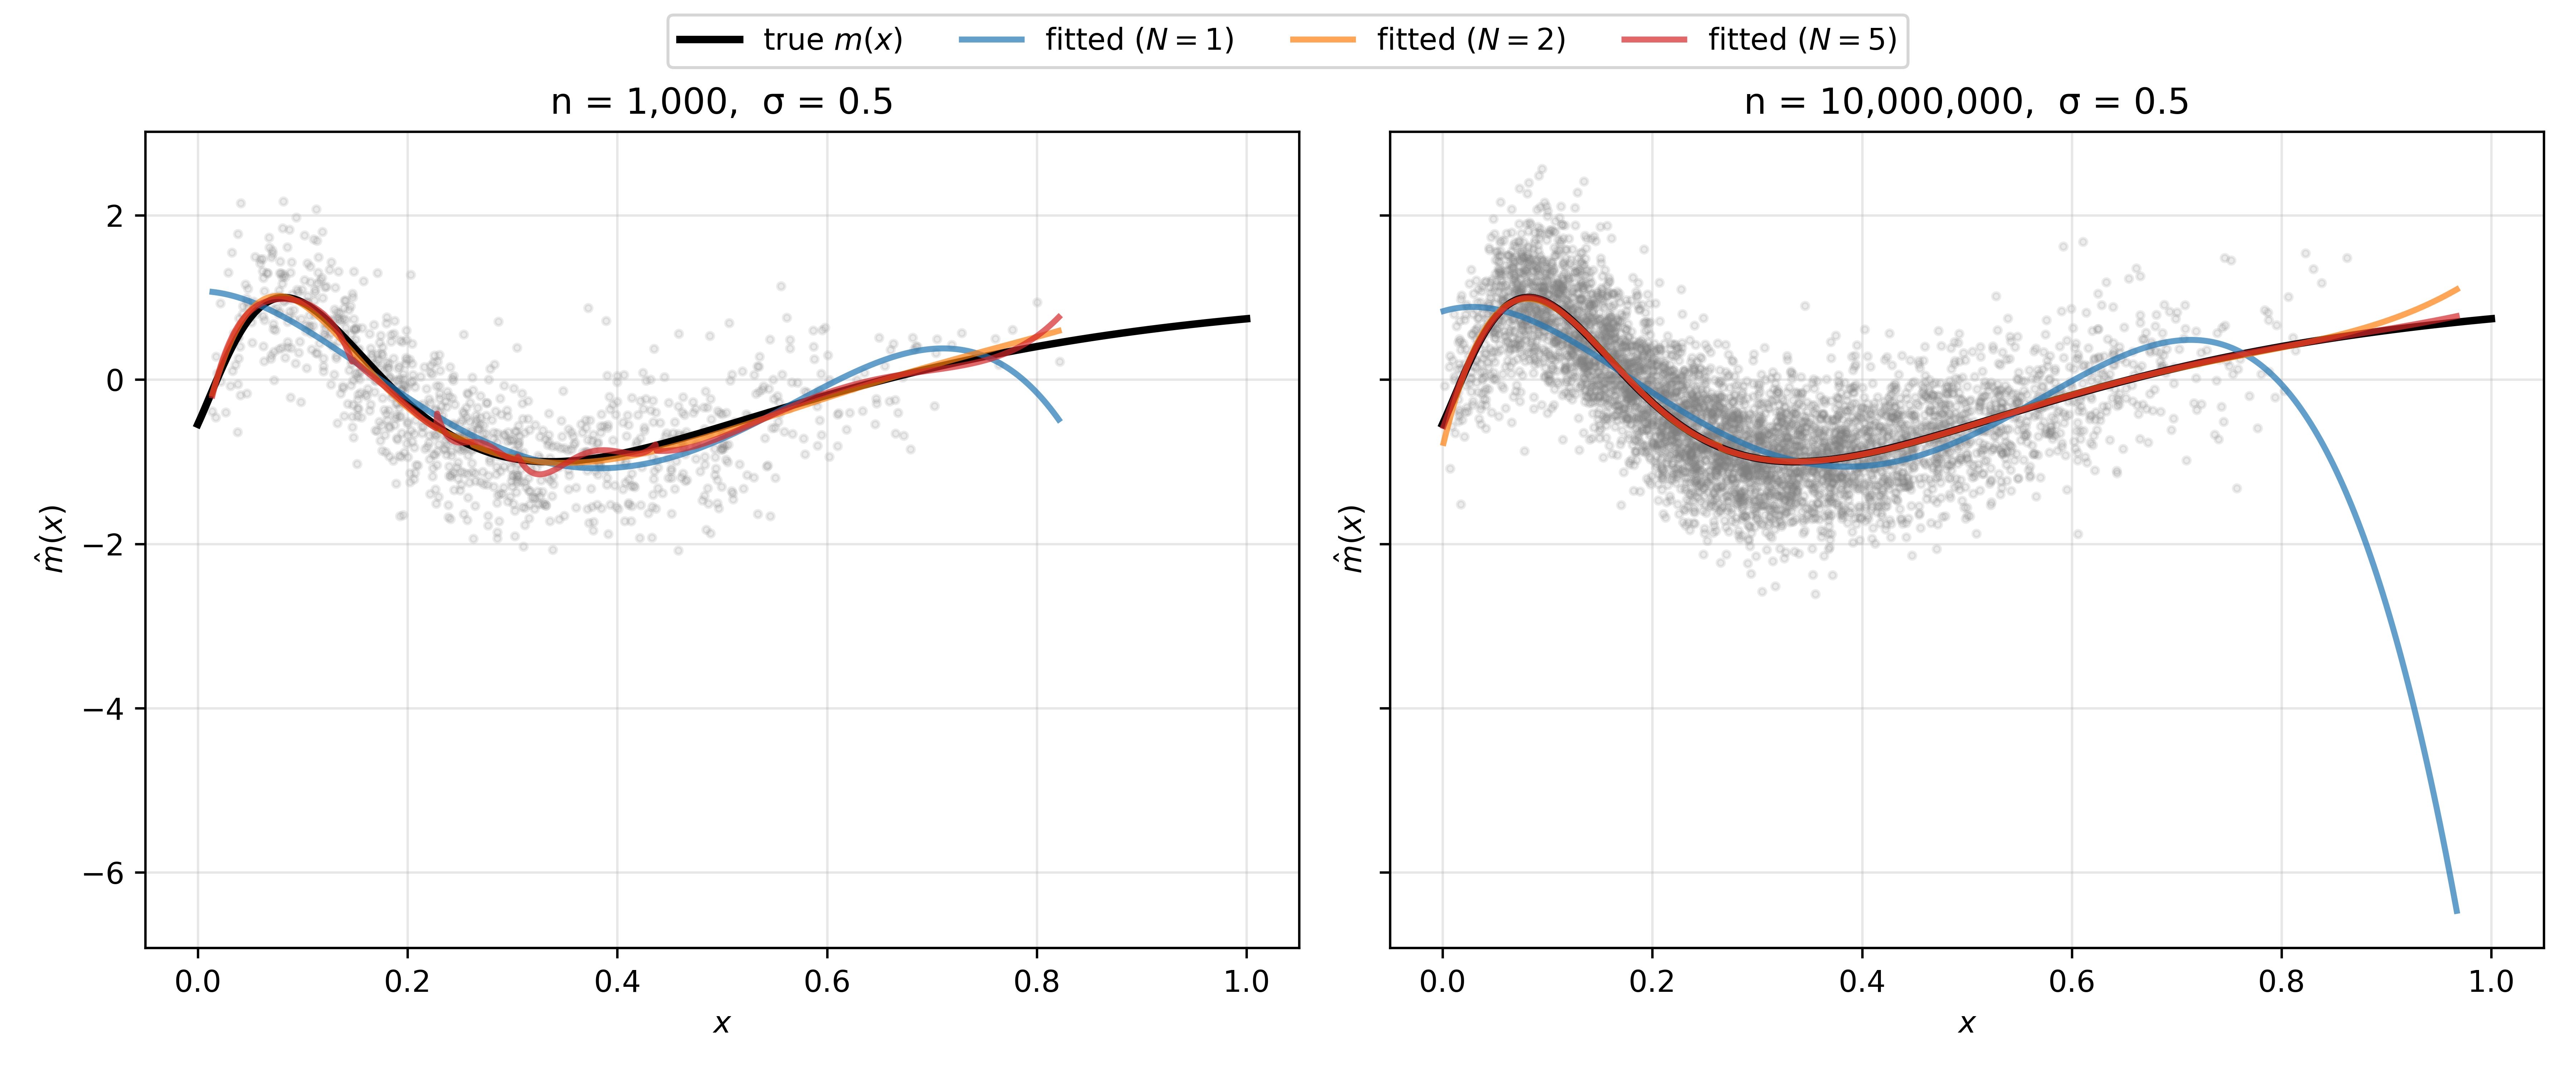 true m(x) fitted (N = 1) fitted (N = 2) fitted (N = 5)
n = 1,000, σ = 0.5
n = 10,000,000, σ = 0.5
2
0
−2
−4
−6
m̂(x)
m̂(x)
0.0 0.2 0.4 0.6 0.8 1.0
0.0 0.2 0.4 0.6 0.8 1.0
x
x